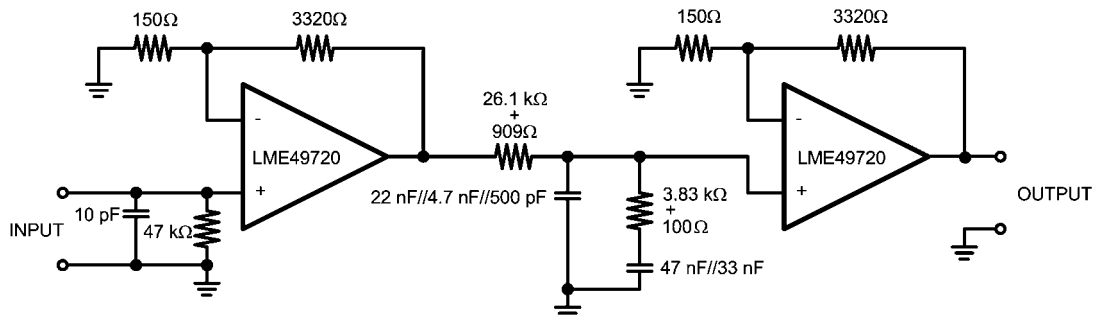 150Ω
3320Ω
-
LME49720
+
INPUT
10 pF
47 kΩ
26.1 kΩ
+
909Ω
22 nF//4.7 nF//500 pF
3.83 kΩ
+
100Ω
47 nF//33 nF
150Ω
3320Ω
-
LME49720
+
OUTPUT